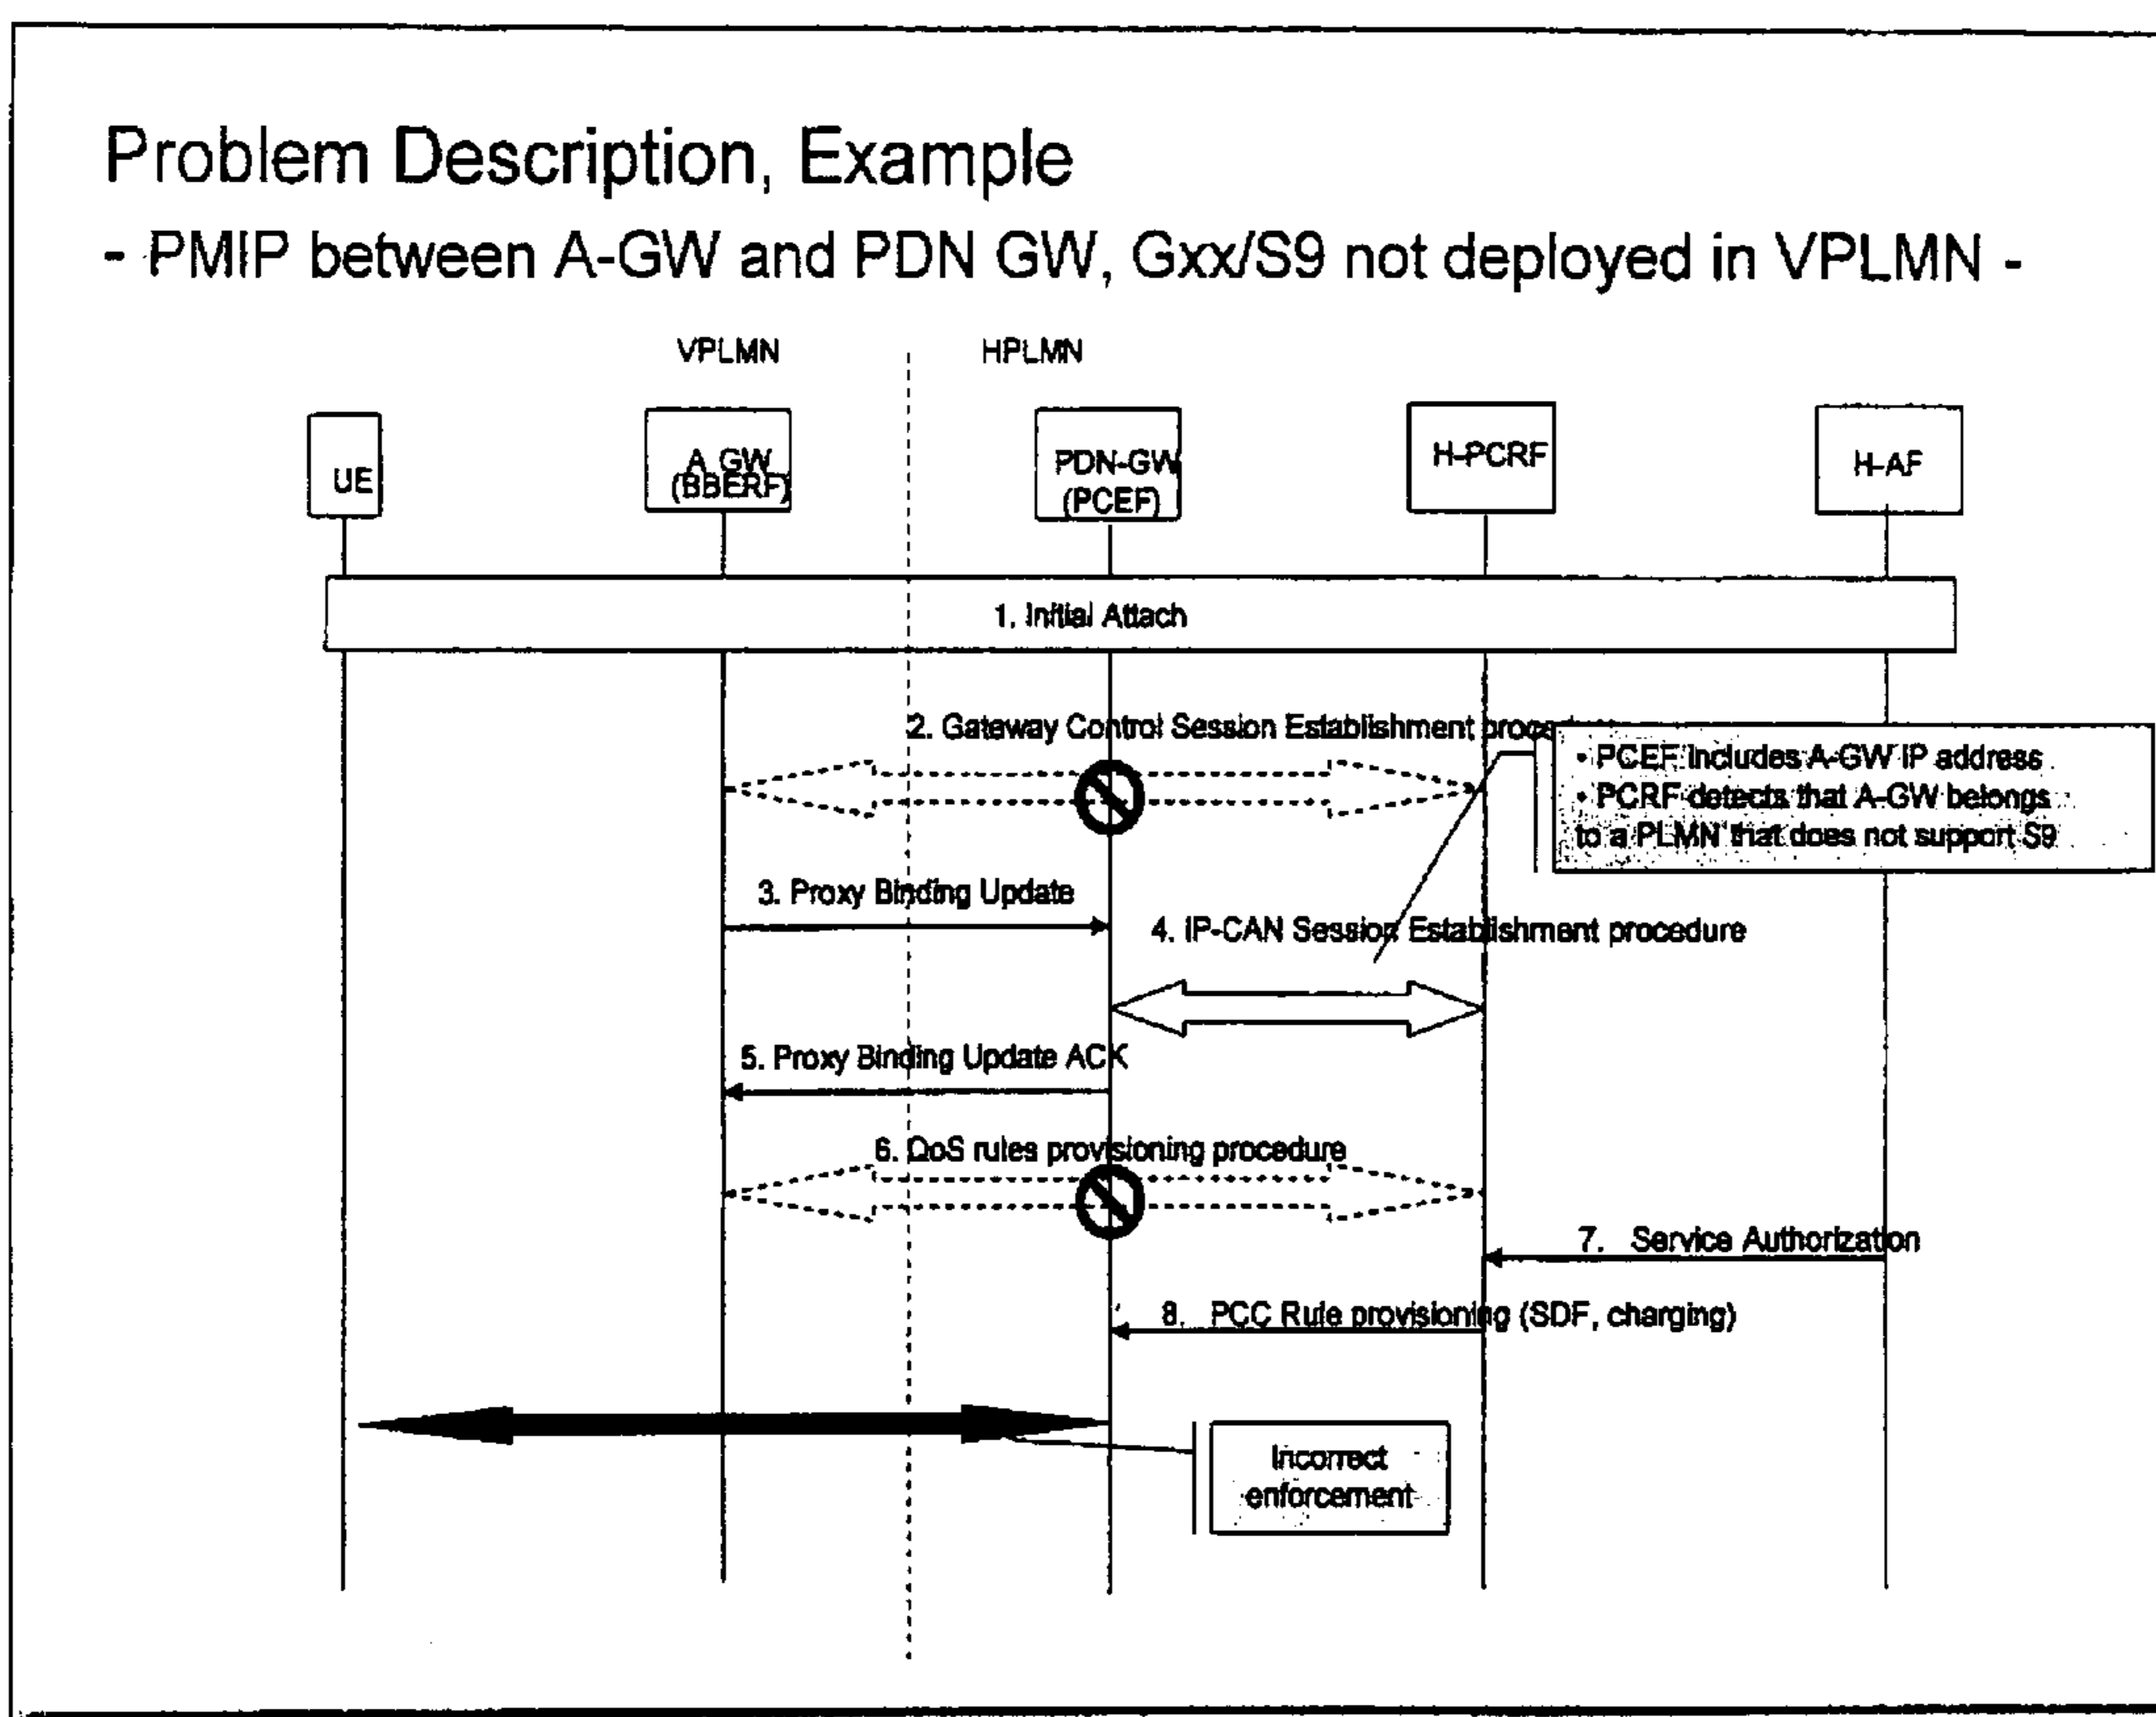 Problem Description, Example
- PMIP between A-GW and PDN GW, Gxx/S9 not deployed in VPLMN -
VPLMN
HPLMN
UE
A GW
(BBERF)
PDN-GW
(PCEF)
H-PCRF
H-AF
1. Initial Attach
2. Gateway Control Session Establishment
• PCEF includes A-GW IP address
• PCRF detects that A-GW belongs
to a PLMN that does not support S9
3. Proxy Binding Update
4. IP-CAN Session Establishment procedure
5. Proxy Binding Update ACK
6. QoS rules provisioning procedure
7. Service Authorization
8. PCC Rule provisioning (SDF, charging)
Incorrect
enforcement